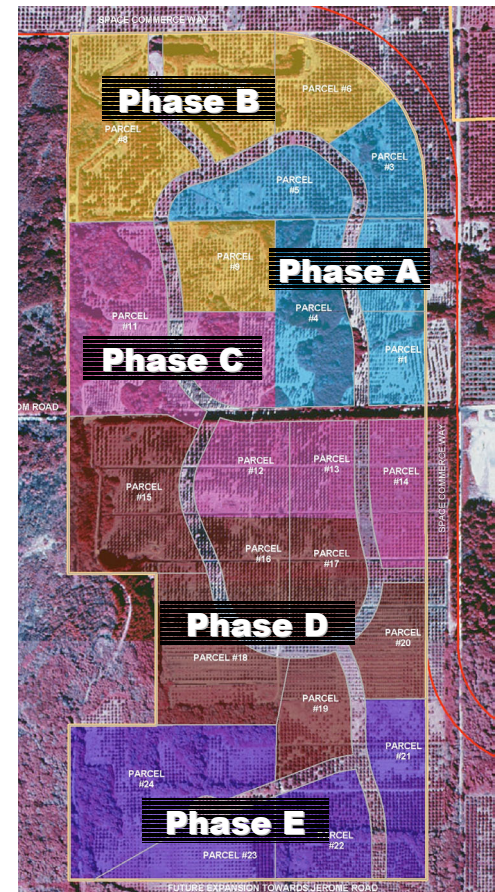 SPACE COMMERCE WAY
PARCEL #6
Phase B
PARCEL
#8
PARCEL
#3
PARCEL
#5
PARCEL
#9
Phase A
PARCEL
#11
PARCEL
#4
PARCEL
#1
Phase C
OM ROAD
SPACE COMMERCE WAY
PARCEL
#12
PARCEL
#13
PARCEL
#14
PARCEL
#15
PARCEL
#16
PARCEL
#17
Phase D
PARCEL
#20
PARCEL #18
PARCEL
#19
PARCEL
#21
PARCEL
#24
Phase E
PARCEL #23
#22
FUTURE EXPANSION TOWARDS JEROME ROAD